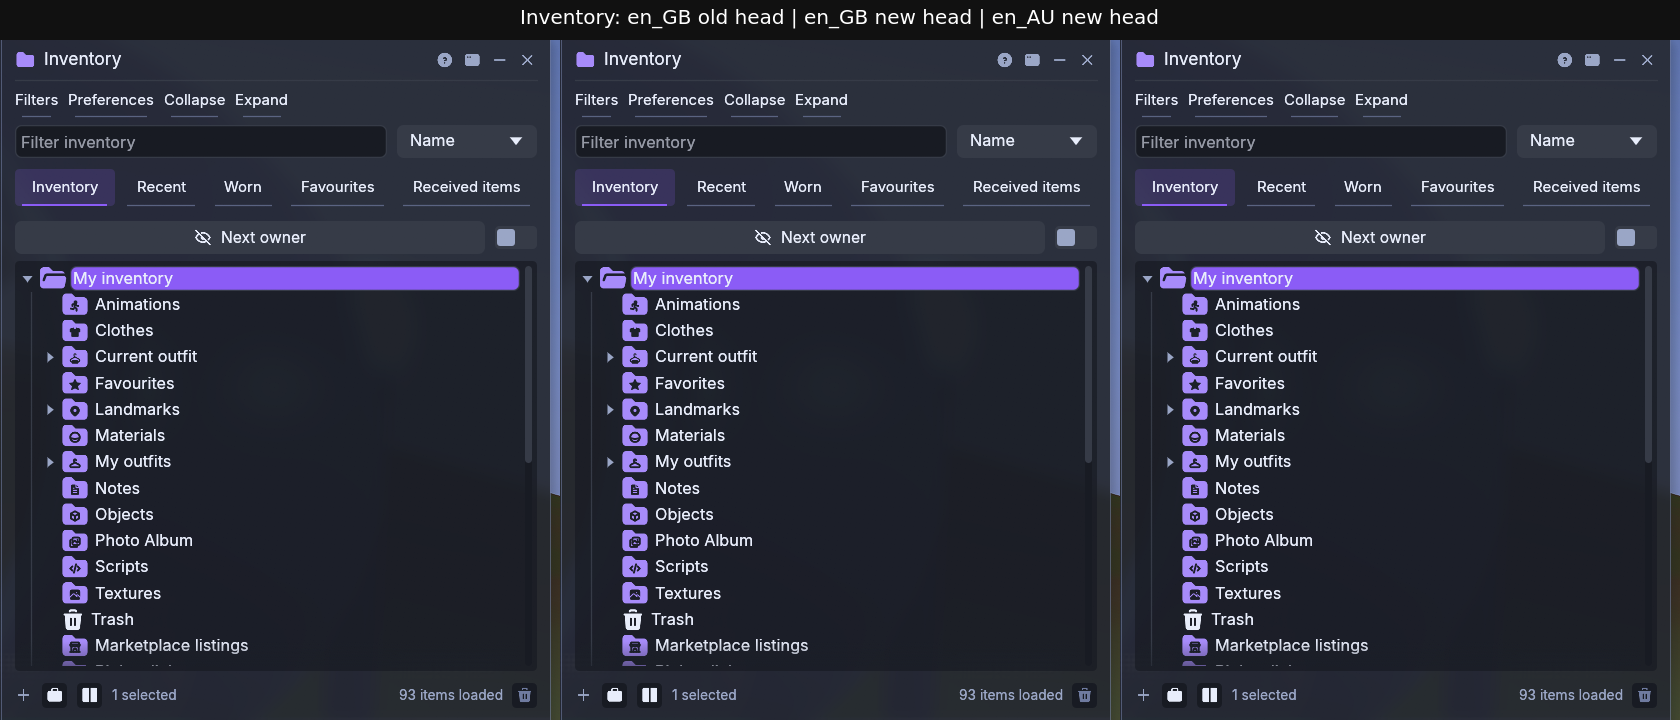 Inventory: en_GB old head | en_GB new head | en_AU new head
Inventory
Filters Preferences Collapse Expand
Filter inventory
Name
Inventory Recent Worn Favourites Received items
Next owner
My inventory
Animations
Clothes
Current outfit
Favourites
Landmarks
Materials
My outfits
Notes
Objects
Photo Album
Scripts
Textures
Trash
Marketplace listings
1 selected
93 items loaded
Inventory
Filters Preferences Collapse Expand
Filter inventory
Name
Inventory Recent Worn Favourites Received items
Next owner
My inventory
Animations
Clothes
Current outfit
Favorites
Landmarks
Materials
My outfits
Notes
Objects
Photo Album
Scripts
Textures
Trash
Marketplace listings
1 selected
93 items loaded
Inventory
Filters Preferences Collapse Expand
Filter inventory
Name
Inventory Recent Worn Favourites Received items
Next owner
My inventory
Animations
Clothes
Current outfit
Favorites
Landmarks
Materials
My outfits
Notes
Objects
Photo Album
Scripts
Textures
Trash
Marketplace listings
1 selected
93 items loaded